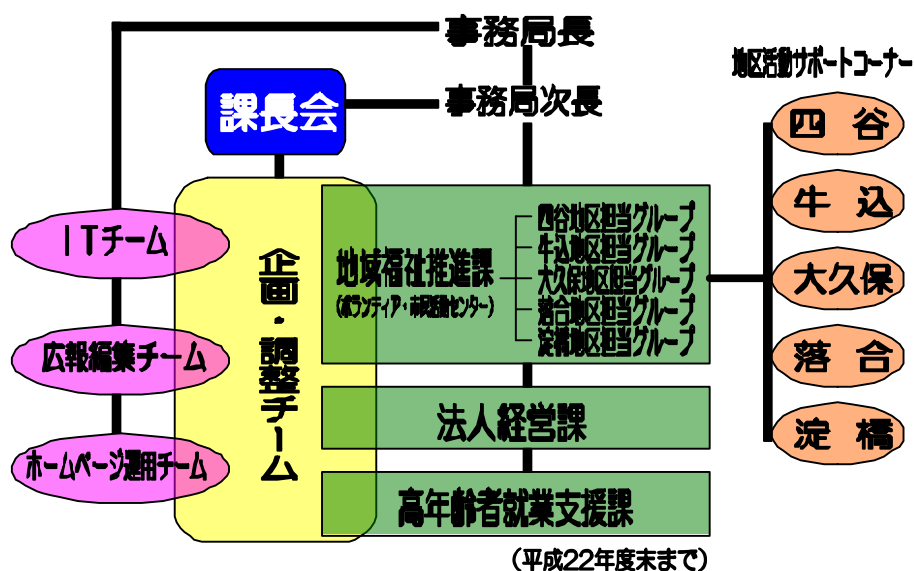 事務局長
地区活動サポートコーナー
課長会
事務局次長
四谷
牛込
大久保
落合
淀橋
ITチーム
広報編集チーム
ホームページ運用チーム
企画・調整チーム
地域福祉推進課
(ボランティア・市民活動センター)
四谷地区担当グループ
牛込地区担当グループ
大久保地区担当グループ
落合地区担当グループ
淀橋地区担当グループ
法人経営課
高年齢者就業支援課
(平成22年度末まで)